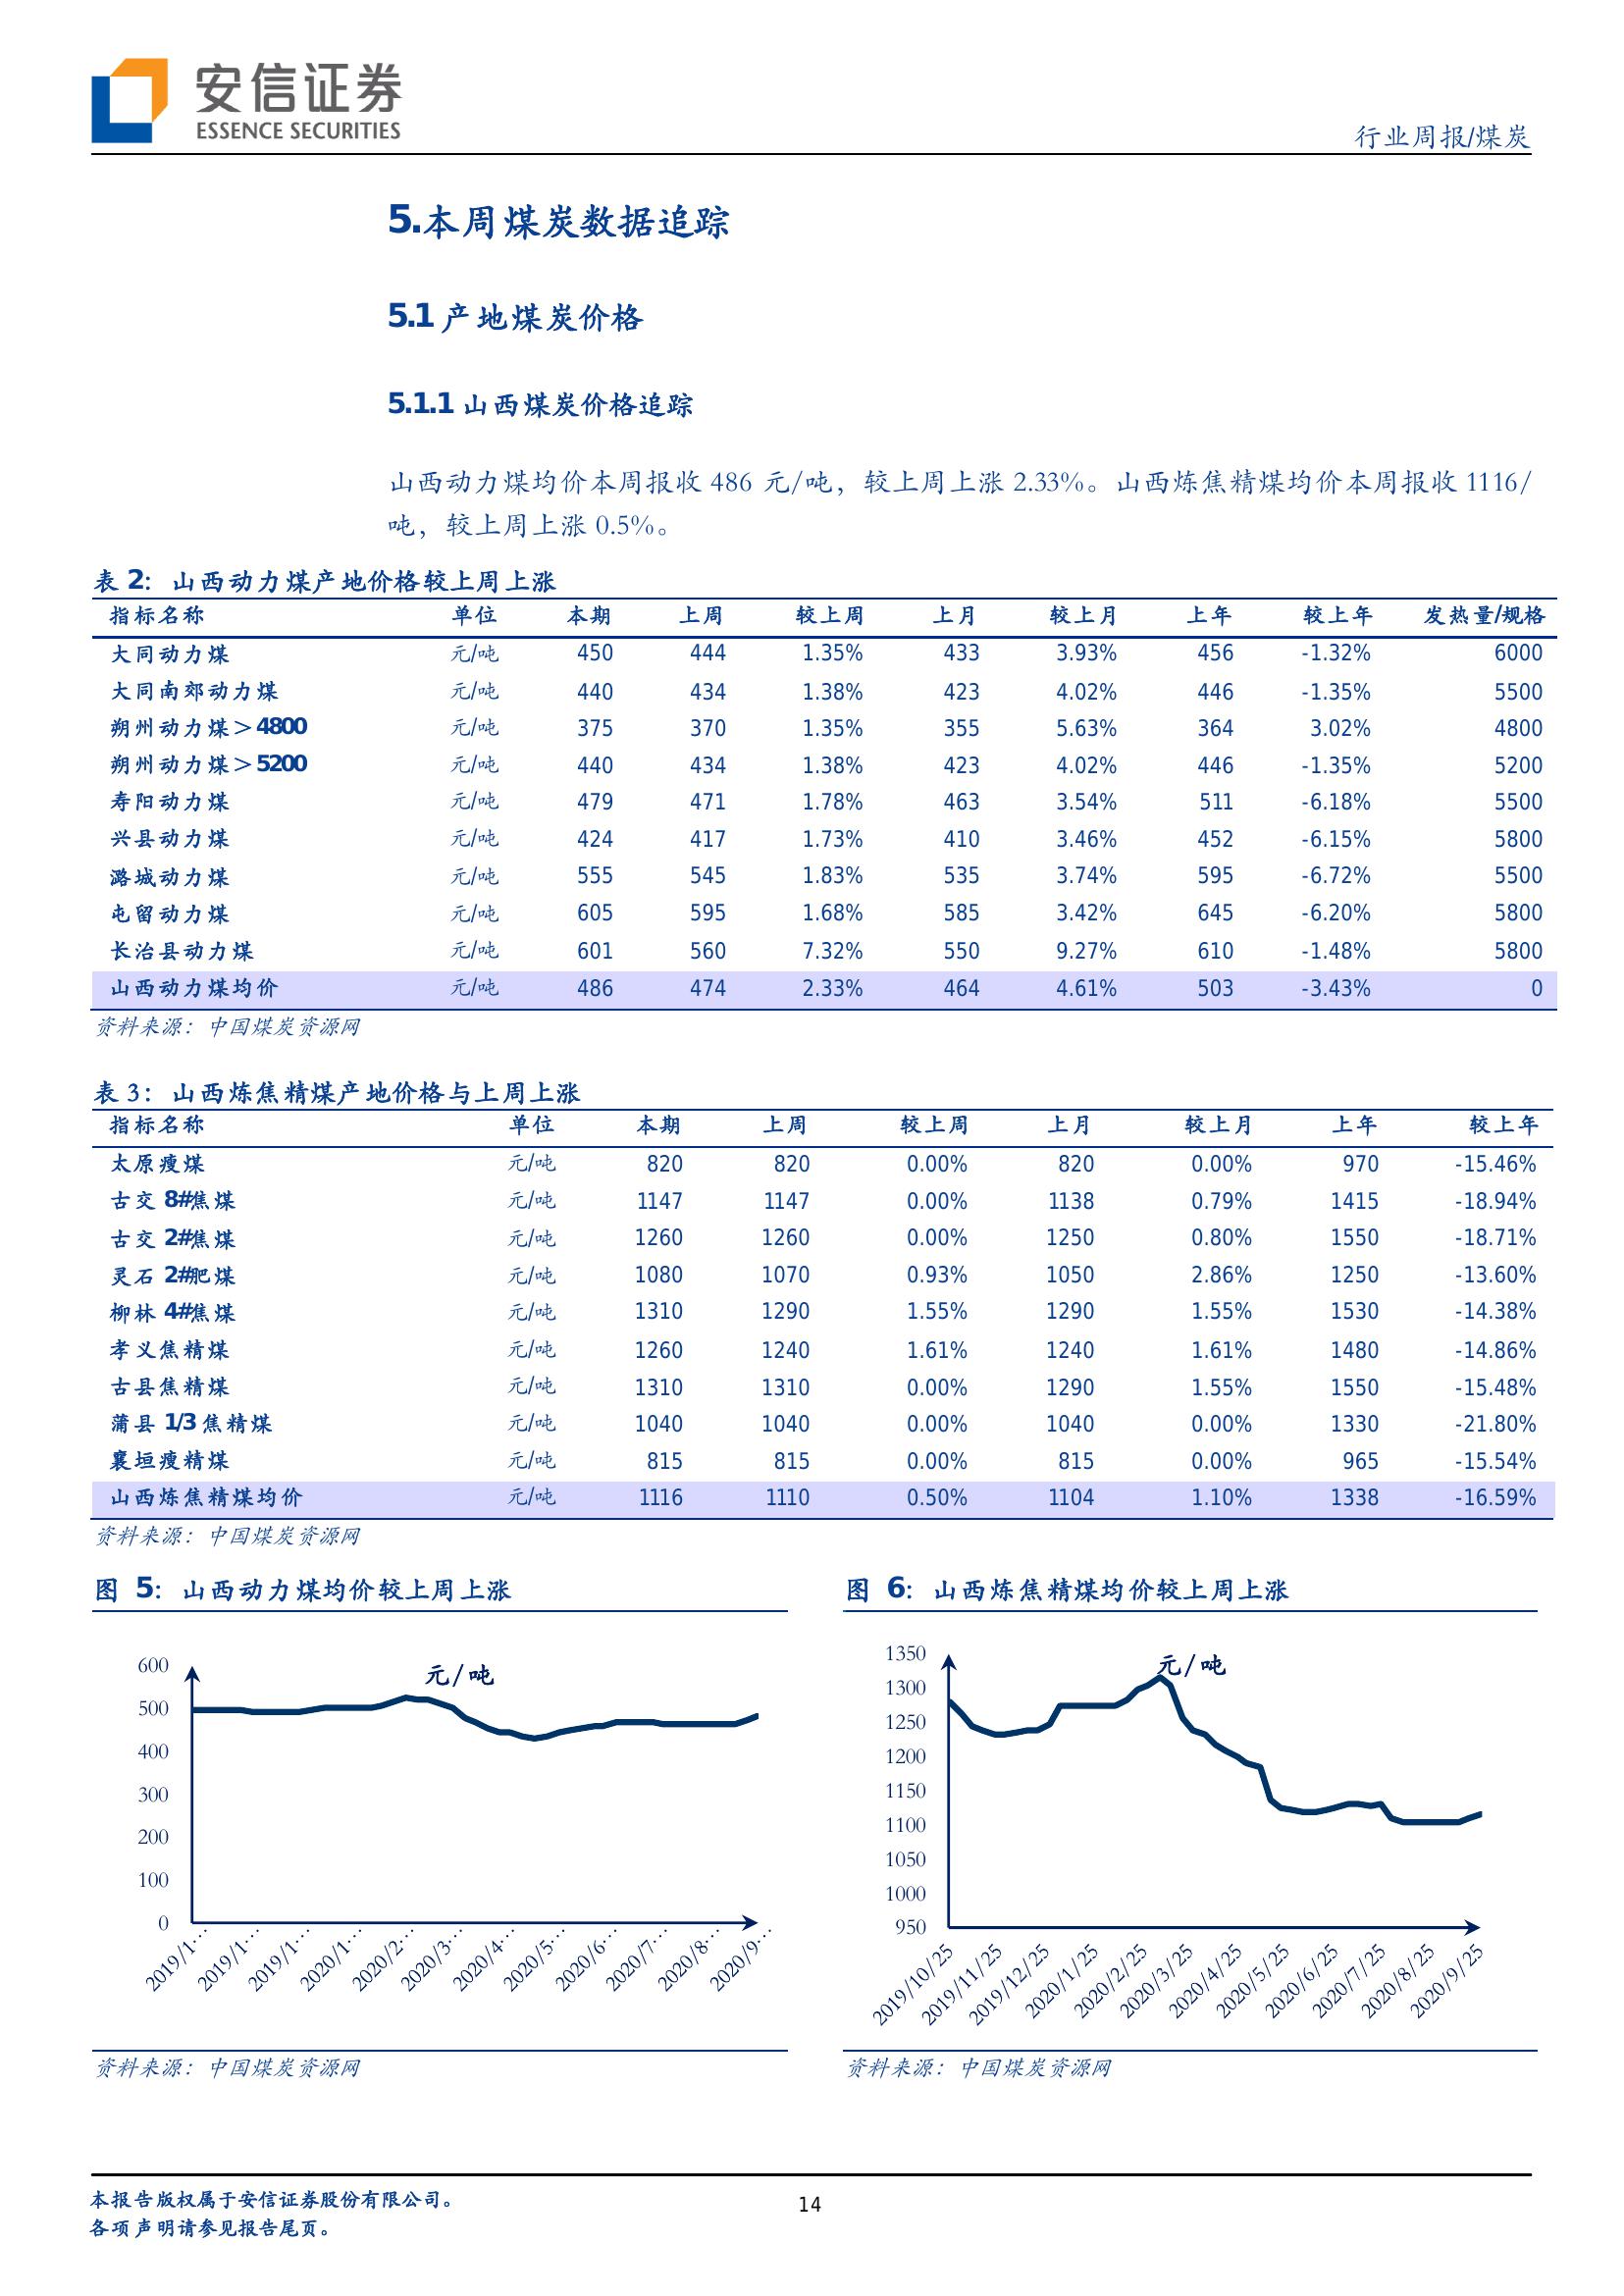 安信证券
ESSENCE SECURITIES
行业周报/煤炭
5.本周煤炭数据追踪
5.1 产地煤炭价格
5.1.1 山西煤炭价格追踪
山西动力煤均价本周报收 486 元/吨，较上周上涨 2.33%。山西炼焦精煤均价本周报收 1116/
吨，较上周上涨 0.5%。
表 2：山西动力煤产地价格较上周上涨
指标名称 单位 本期 上周 较上周 上月 较上月 上年 较上年 发热量/规格
大同动力煤 元/吨 450 444 1.35% 433 3.93% 456 -1.32% 6000
大同南郊动力煤 元/吨 440 434 1.38% 423 4.02% 446 -1.35% 5500
朔州动力煤＞4800 元/吨 375 370 1.35% 355 5.63% 364 3.02% 4800
朔州动力煤＞5200 元/吨 440 434 1.38% 423 4.02% 446 -1.35% 5200
寿阳动力煤 元/吨 479 471 1.78% 463 3.54% 511 -6.18% 5500
兴县动力煤 元/吨 424 417 1.73% 410 3.46% 452 -6.15% 5800
潞城动力煤 元/吨 555 545 1.83% 535 3.74% 595 -6.72% 5500
屯留动力煤 元/吨 605 595 1.68% 585 3.42% 645 -6.20% 5800
长治县动力煤 元/吨 601 560 7.32% 550 9.27% 610 -1.48% 5800
山西动力煤均价 元/吨 486 474 2.33% 464 4.61% 503 -3.43% 0
资料来源：中国煤炭资源网
表 3：山西炼焦精煤产地价格与上周上涨
指标名称 单位 本期 上周 较上周 上月 较上月 上年 较上年
太原瘦煤 元/吨 820 820 0.00% 820 0.00% 970 -15.46%
古交 8#焦煤 元/吨 1147 1147 0.00% 1138 0.79% 1415 -18.94%
古交 2#焦煤 元/吨 1260 1260 0.00% 1250 0.80% 1550 -18.71%
灵石 2#肥煤 元/吨 1080 1070 0.93% 1050 2.86% 1250 -13.60%
柳林 4#焦煤 元/吨 1310 1290 1.55% 1290 1.55% 1530 -14.38%
孝义焦精煤 元/吨 1260 1240 1.61% 1240 1.61% 1480 -14.86%
古县焦精煤 元/吨 1310 1310 0.00% 1290 1.55% 1550 -15.48%
蒲县 1/3 焦精煤 元/吨 1040 1040 0.00% 1040 0.00% 1330 -21.80%
襄垣瘦精煤 元/吨 815 815 0.00% 815 0.00% 965 -15.54%
山西炼焦精煤均价 元/吨 1116 1110 0.50% 1104 1.10% 1338 -16.59%
资料来源：中国煤炭资源网
图 5：山西动力煤均价较上周上涨
元/吨
600
500
400
300
200
100
0
2019/1… 2019/1… 2019/1… 2020/1… 2020/2… 2020/3… 2020/4… 2020/5… 2020/6… 2020/7… 2020/8… 2020/9…
资料来源：中国煤炭资源网
图 6：山西炼焦精煤均价较上周上涨
元/吨
1350
1300
1250
1200
1150
1100
1050
1000
950
2019/10/25 2019/11/25 2019/12/25 2020/1/25 2020/2/25 2020/3/25 2020/4/25 2020/5/25 2020/6/25 2020/7/25 2020/8/25 2020/9/25
资料来源：中国煤炭资源网
本报告版权属于安信证券股份有限公司。
各项声明请参见报告尾页。
14